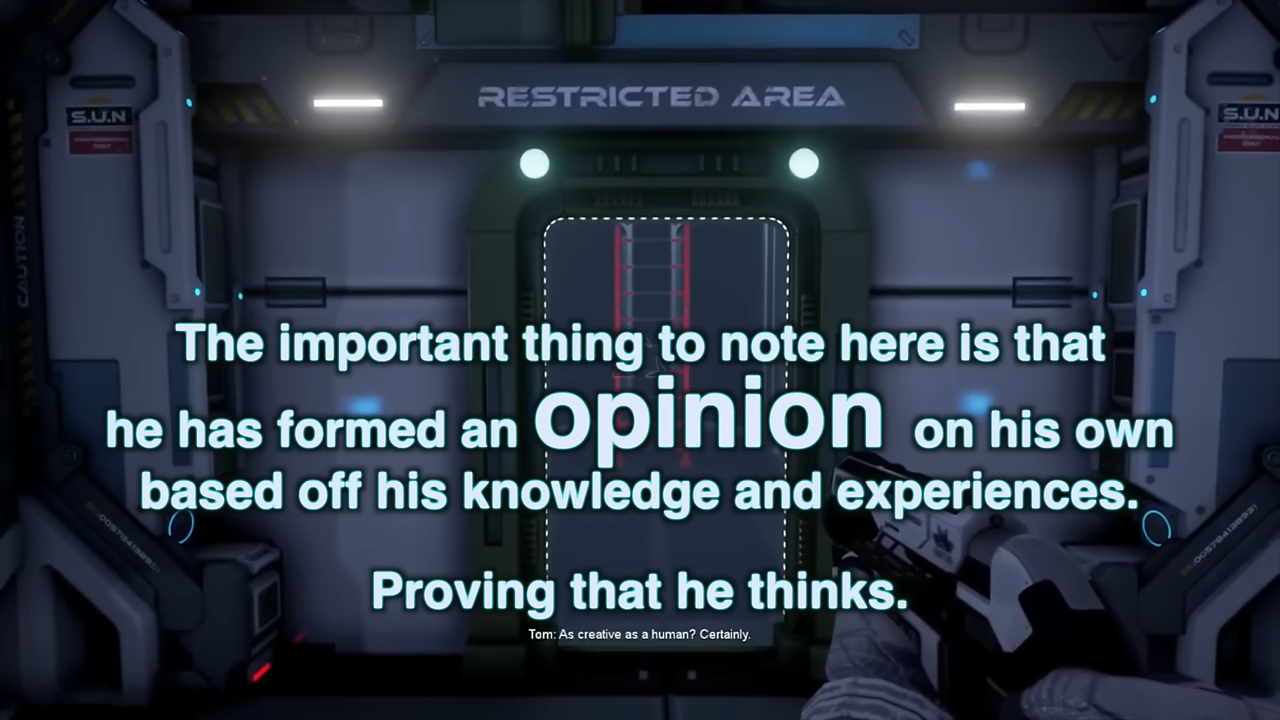 RESTRICTED AREA
S.U.N
S.U.N
CAUTION
The important thing to note here is that
he has formed an opinion on his own
based off his knowledge and experiences.
Proving that he thinks.
Tom: As creative as a human? Certainly.